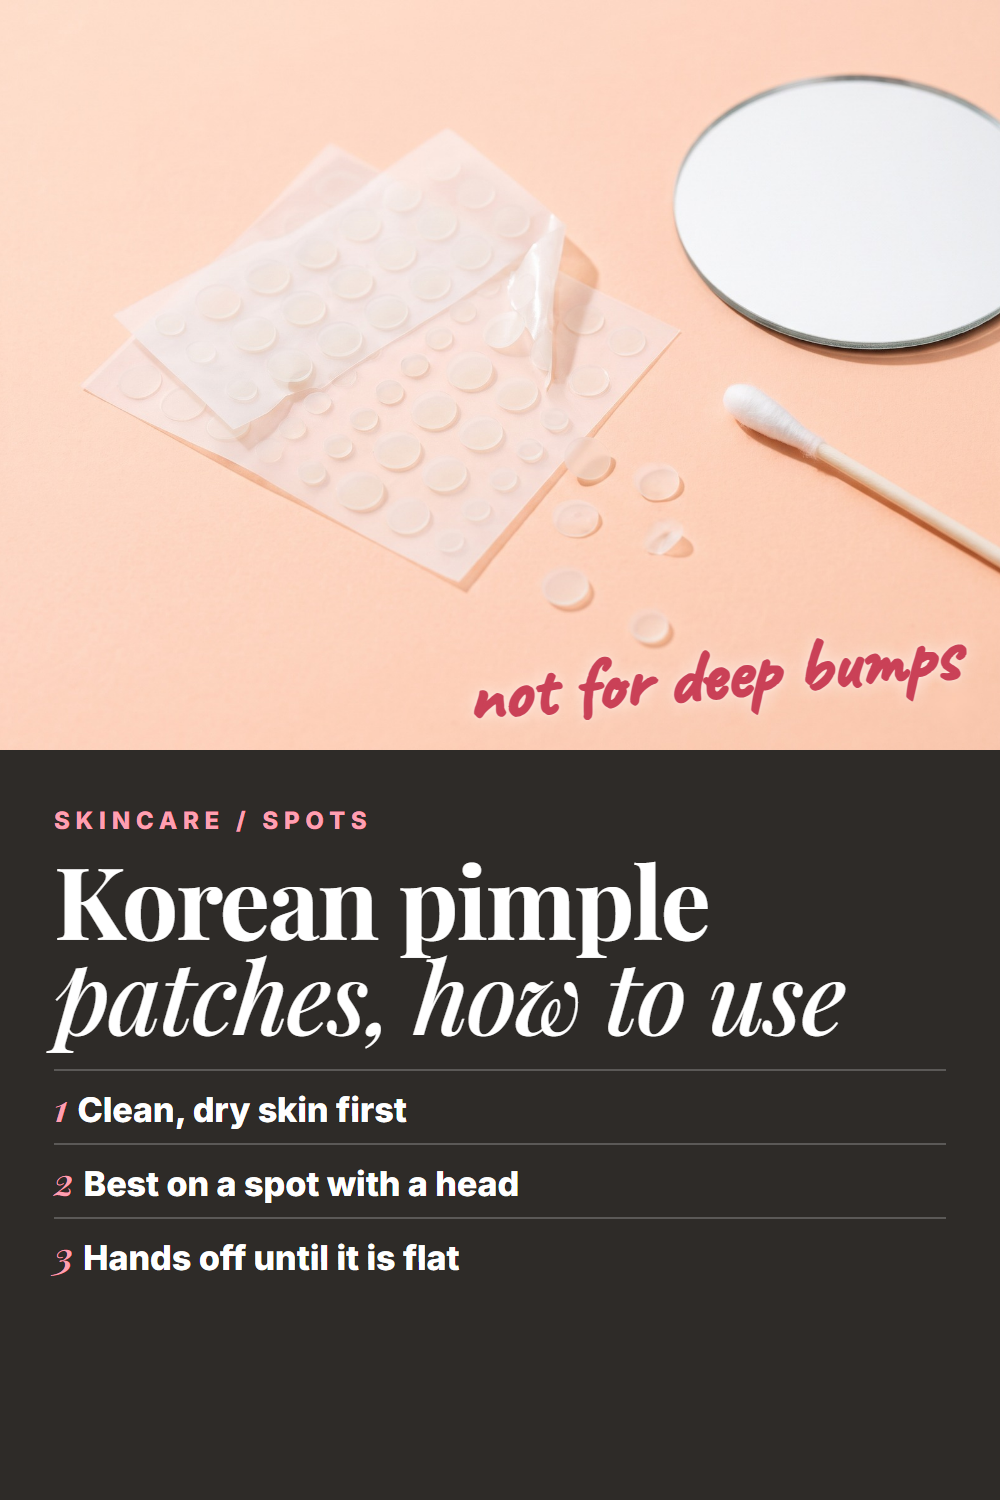 not for deep bumps
SKINCARE / SPOTS
Korean pimple
patches, how to use
1 Clean, dry skin first
2 Best on a spot with a head
3 Hands off until it is flat